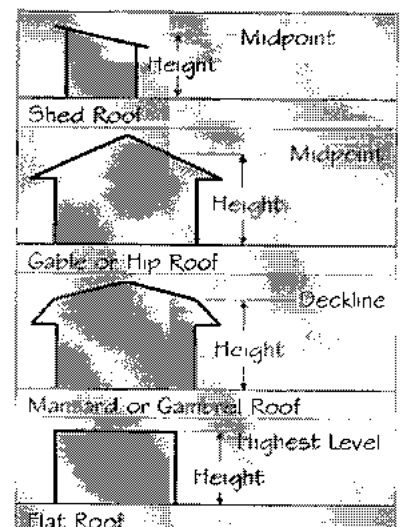 Midpoint
Height
Shed Roof
Midpoint
Height
Gable or Hip Roof
Deckline
Height
Mansard or Gambrel Roof
Highest Level
Height
Flat Roof